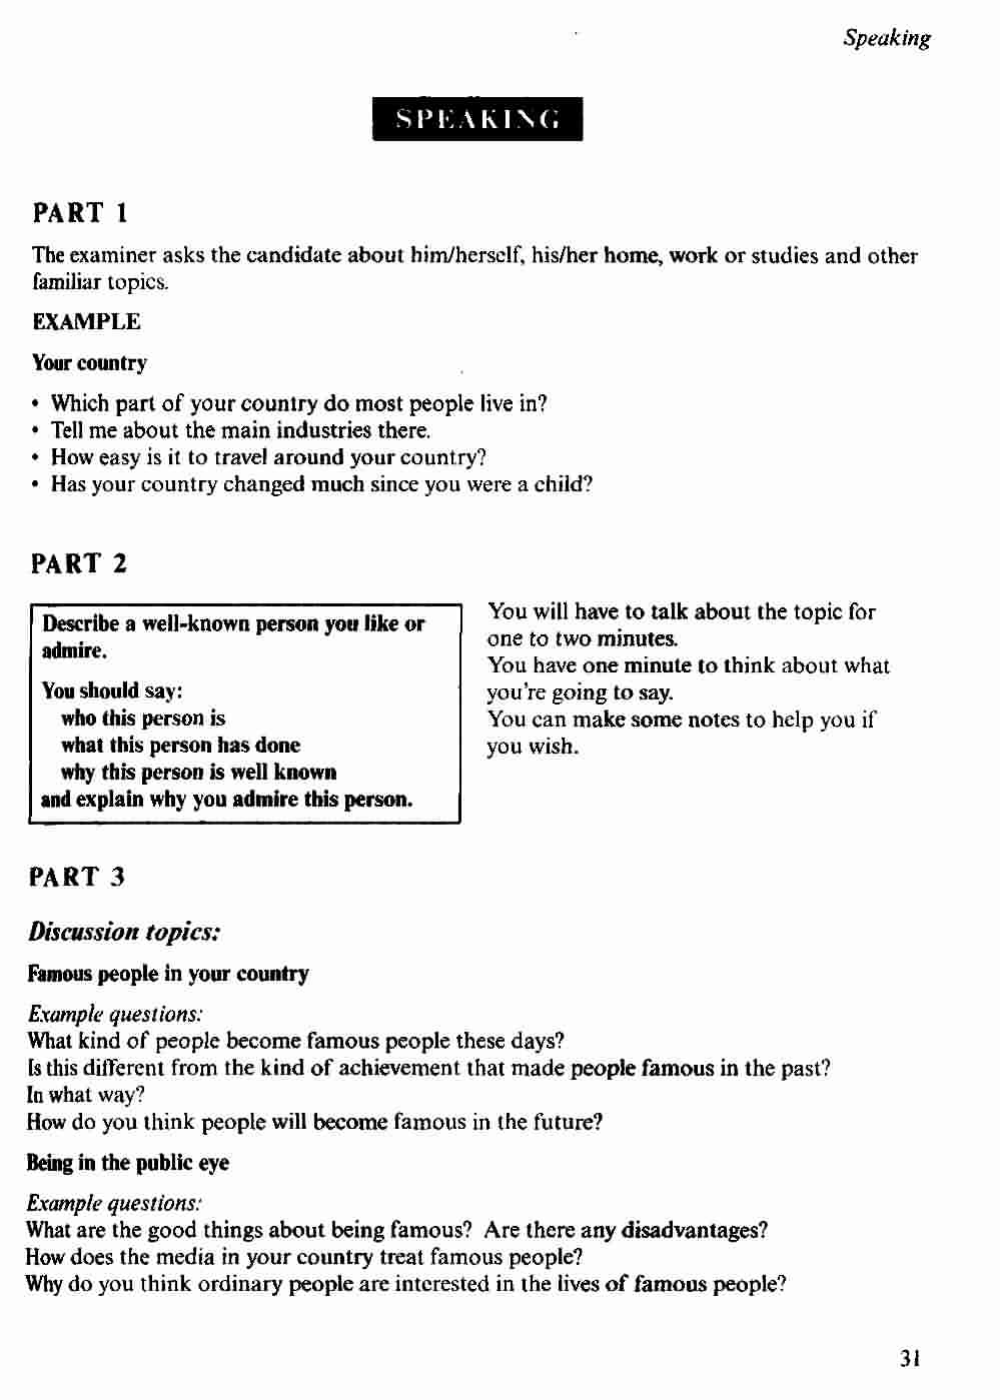 Speaking
SPEAKING
PART 1
The examiner asks the candidate about him/herself, his/her home, work or studies and other
familiar topics.
EXAMPLE
Your country
• Which part of your country do most people live in?
• Tell me about the main industries there.
• How easy is it to travel around your country?
• Has your country changed much since you were a child?
PART 2
Describe a well-known person you like or
admire.
You should say:
who this person is
what this person has done
why this person is well known
and explain why you admire this person.
You will have to talk about the topic for
one to two minutes.
You have one minute to think about what
you're going to say.
You can make some notes to help you if
you wish.
PART 3
Discussion topics:
Famous people in your country
Example questions:
What kind of people become famous people these days?
Is this different from the kind of achievement that made people famous in the past?
In what way?
How do you think people will become famous in the future?
Being in the public eye
Example questions:
What are the good things about being famous? Are there any disadvantages?
How does the media in your country treat famous people?
Why do you think ordinary people are interested in the lives of famous people?
31